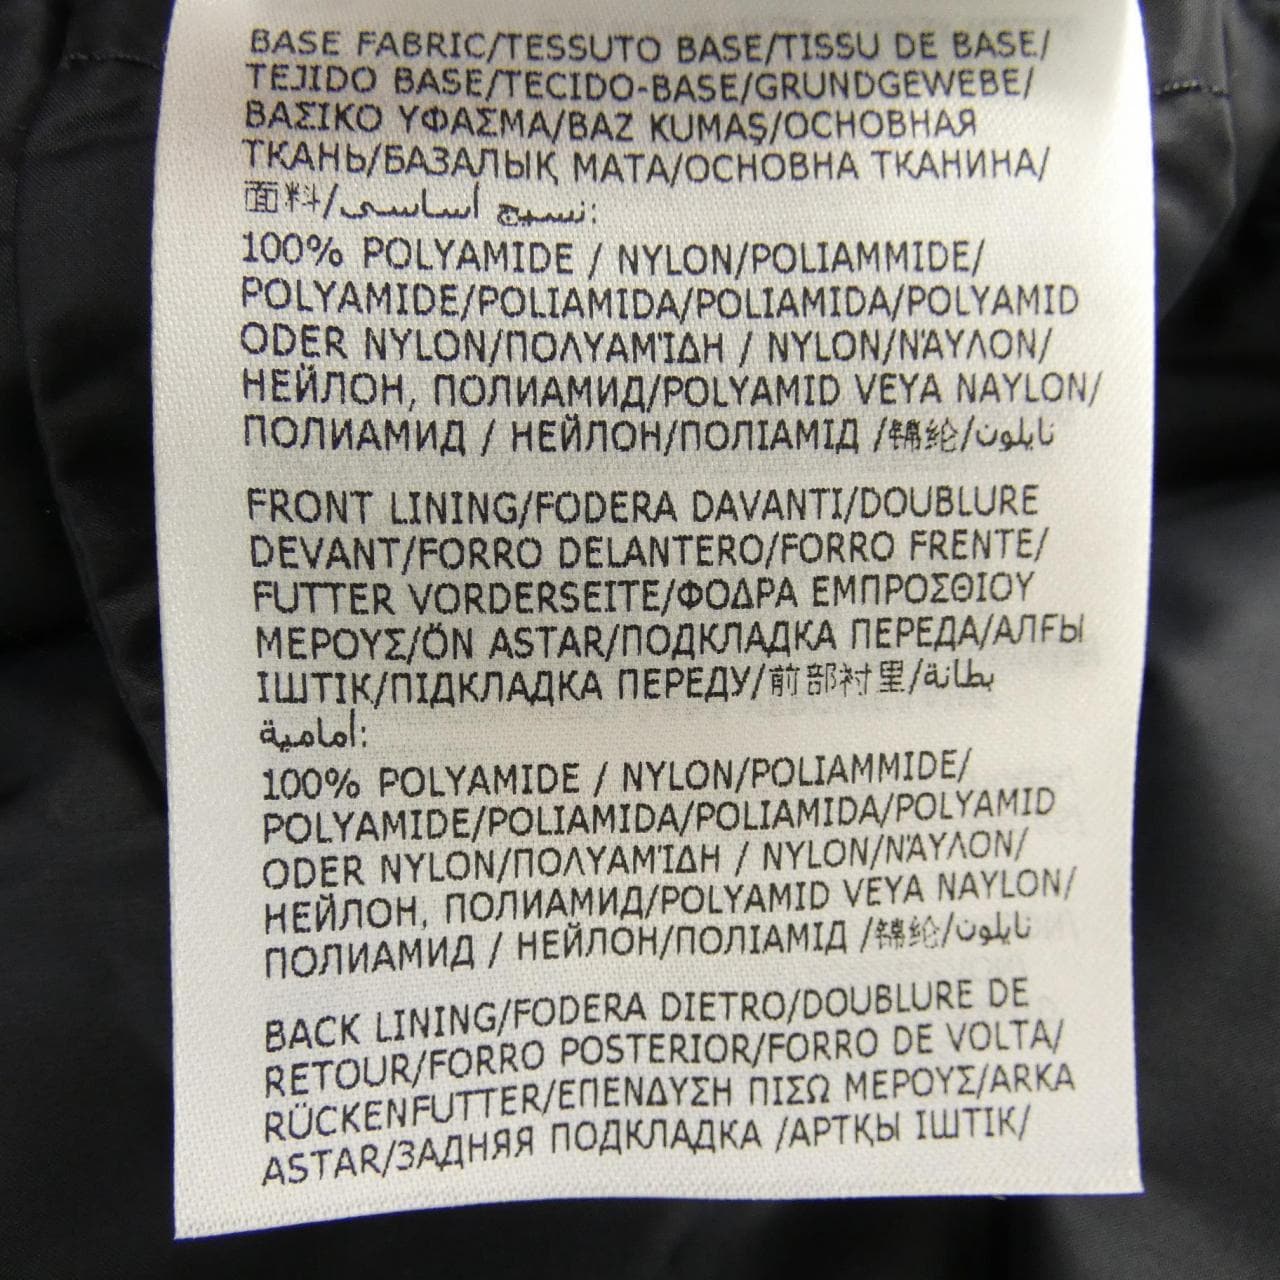 BASE FABRIC/TESSUTO BASE/TISSU DE BASE/
TEJIDO BASE/TECIDO-BASE/GRUNDGEWEBE/
ΒΑΣΙΚΟ ΥΦΑΣΜΑ/BAZ KUMAŞ/ОСНОВНАЯ
ТКАНЬ/БАЗАЛЫҚ МАТА/ОСНОВНА ТКАНИНА/
面料/نسيج أساسي:
100% POLYAMIDE / NYLON/POLIAMMIDE/
POLYAMIDE/POLIAMIDA/POLIAMIDA/POLYAMID
ODER NYLON/ΠΟΛΥΑΜΊΔΗ / NYLON/ΝΆΥΛΟΝ/
НЕЙЛОН, ПОЛИАМИД/POLYAMID VEYA NAYLON/
ПОЛИАМИД / НЕЙЛОН/ПОЛІАМІД /锦纶/نايلون
FRONT LINING/FODERA DAVANTI/DOUBLURE
DEVANT/FORRO DELANTERO/FORRO FRENTE/
FUTTER VORDERSEITE/ΦΟΔΡΑ ΕΜΠΡΟΣΘΙΟΥ
ΜΕΡΟΥΣ/ÖN ASTAR/ПОДКЛАДКА ПЕРЕДА/АЛҒЫ
ІШТІК/ПІДКЛАДКА ПЕРЕДУ/前部衬里/بطانة
أمامية:
100% POLYAMIDE / NYLON/POLIAMMIDE/
POLYAMIDE/POLIAMIDA/POLIAMIDA/POLYAMID
ODER NYLON/ΠΟΛΥΑΜΊΔΗ / NYLON/ΝΆΥΛΟΝ/
НЕЙЛОН, ПОЛИАМИД/POLYAMID VEYA NAYLON/
ПОЛИАМИД / НЕЙЛОН/ПОЛІАМІД /锦纶/نايلون
BACK LINING/FODERA DIETRO/DOUBLURE DE
RETOUR/FORRO POSTERIOR/FORRO DE VOLTA/
RÜCKENFUTTER/ΕΠΕΝΔΥΣΗ ΠΙΣΩ ΜΕΡΟΥΣ/ARKA
ASTAR/ЗАДНЯЯ ПОДКЛАДКА /АРТҚЫ ІШТІК/